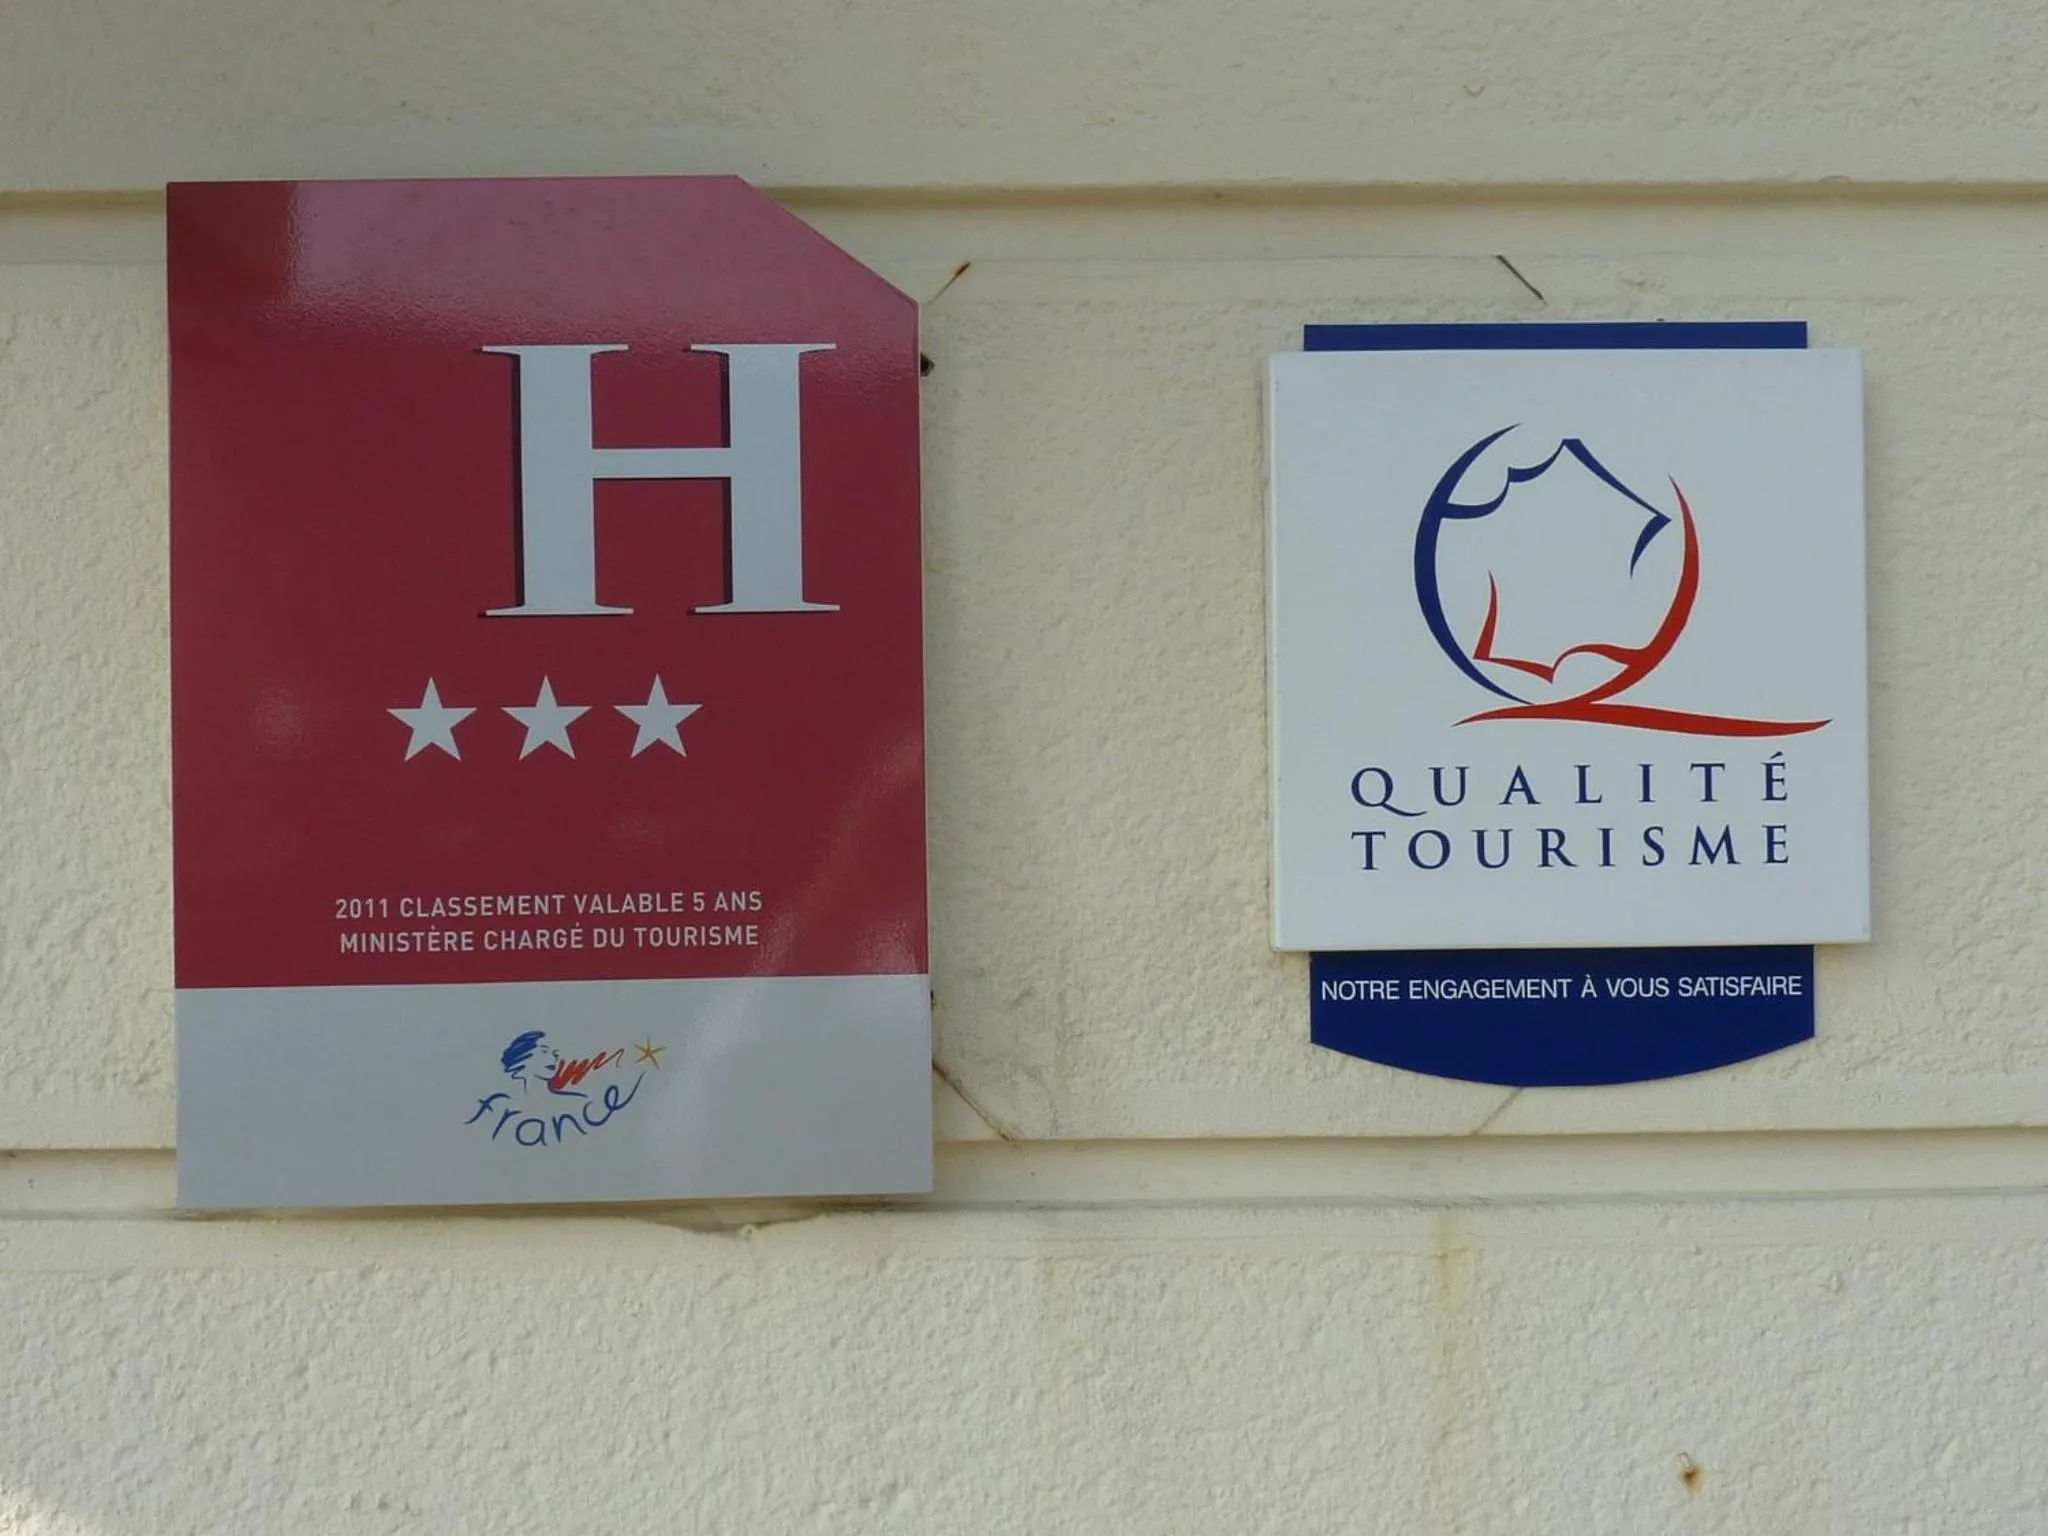 H
2011 CLASSEMENT VALABLE 5 ANS
MINISTÈRE CHARGÉ DU TOURISME
france
QUALITÉ
TOURISME
NOTRE ENGAGEMENT À VOUS SATISFAIRE